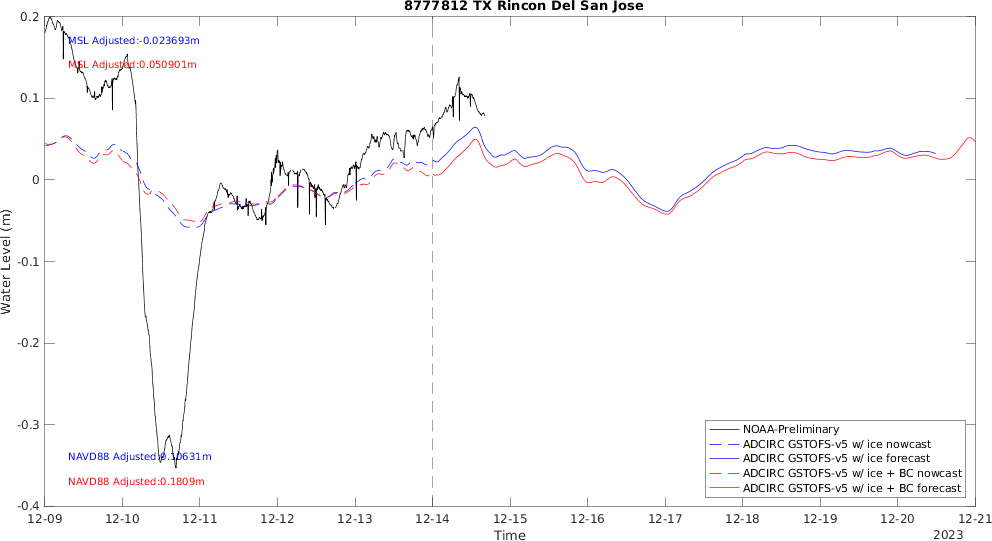 8777812 TX Rincon Del San Jose
MSL Adjusted:-0.023693m
MSL Adjusted:0.050901m
NAVD88 Adjusted:0.10631m
NAVD88 Adjusted:0.1809m
Water Level (m)
0.2
0.1
0
-0.1
-0.2
-0.3
-0.4
NOAA-Preliminary
ADCIRC GSTOFS-v5 w/ ice nowcast
ADCIRC GSTOFS-v5 w/ ice forecast
ADCIRC GSTOFS-v5 w/ ice + BC nowcast
ADCIRC GSTOFS-v5 w/ ice + BC forecast
12-09 12-10 12-11 12-12 12-13 12-14 12-15 12-16 12-17 12-18 12-19 12-20 12-21
Time
2023